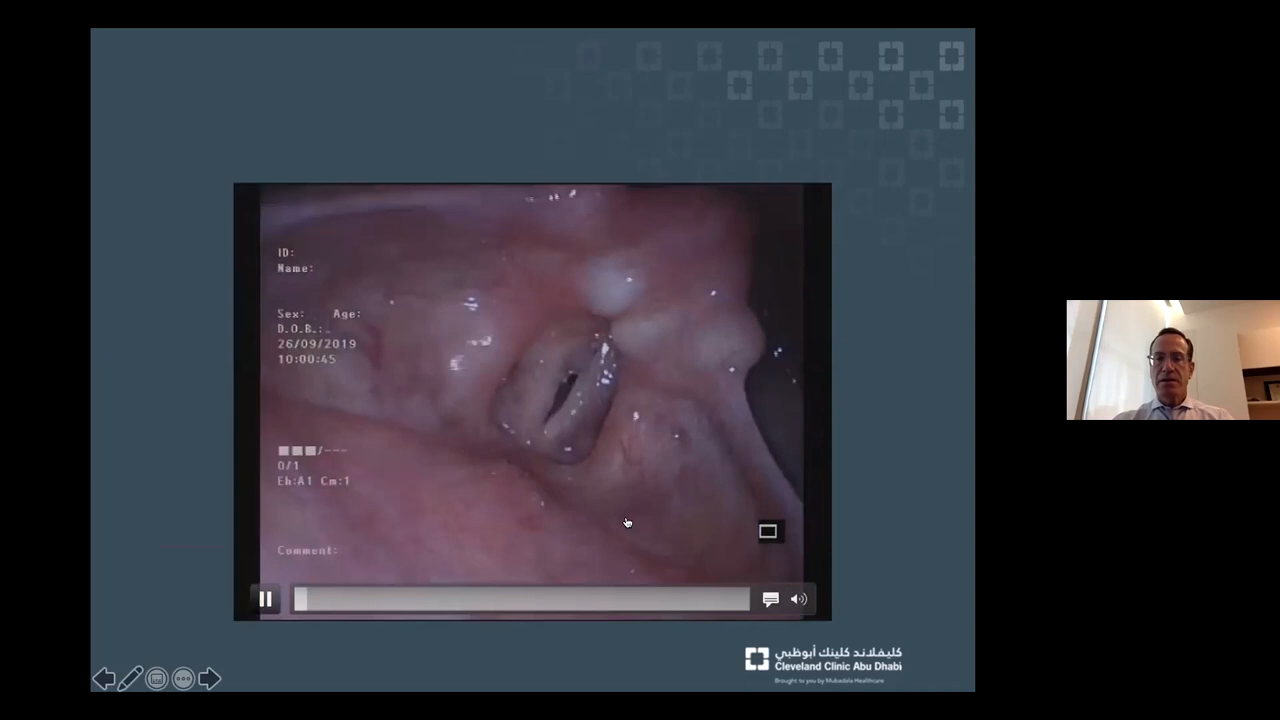 ID:
Name:
Sex: Age:
D.O.B.:
26/09/2019
10:00:45
■■■/---
0/1
Eh:A1 Cm:1
Comment:
كليفلاند كلينك أبوظبي
Cleveland Clinic Abu Dhabi
Brought to you by Mubadala Healthcare